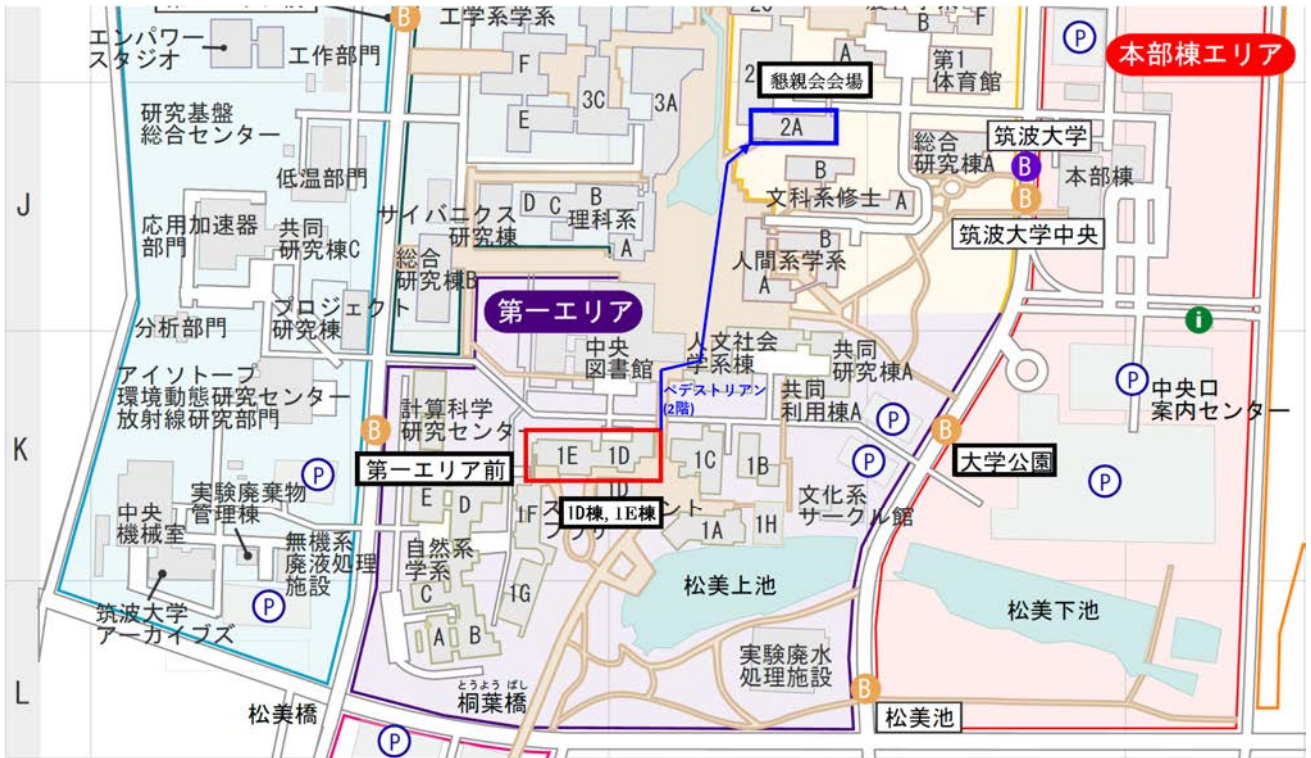 工学系学系
B
エンパワー
スタジオ
工作部門
F
E
3C
3A
A
B
F
第1
体育館
P
本部棟エリア
懇親会会場
2A
研究基盤
総合センター
低温部門
総合
研究棟A
筑波大学
B
本部棟
B
筑波大学中央
J
D
C
B
理科系
A
サイバニクス
研究棟
B
文科系修士
A
応用加速器
部門
共同
研究棟C
総合
研究棟B
B
人間系学系
A
プロジェクト
研究棟
分析部門
第一エリア
i
中央
図書館
人文社会
学系棟
共同
研究棟A
ペデストリアン
(2階)
共同
利用棟A
P
中央口
案内センター
アイソトープ
環境動態研究センター
放射線研究部門
K
B
計算科学
研究センター
1E
1D
1C
1B
P
P
B
大学公園
P
第一エリア前
P
実験廃棄物
管理棟
中央
機械室
無機系
廃液処理
施設
E
D
1F
1D
1D棟, 1E棟
1A
1H
文化系
サークル館
自然系
学系
C
A
B
1G
松美上池
松美下池
P
筑波大学
アーカイブズ
実験廃水
処理施設
L
とうよう ばし
桐葉橋
松美橋
B
松美池
P